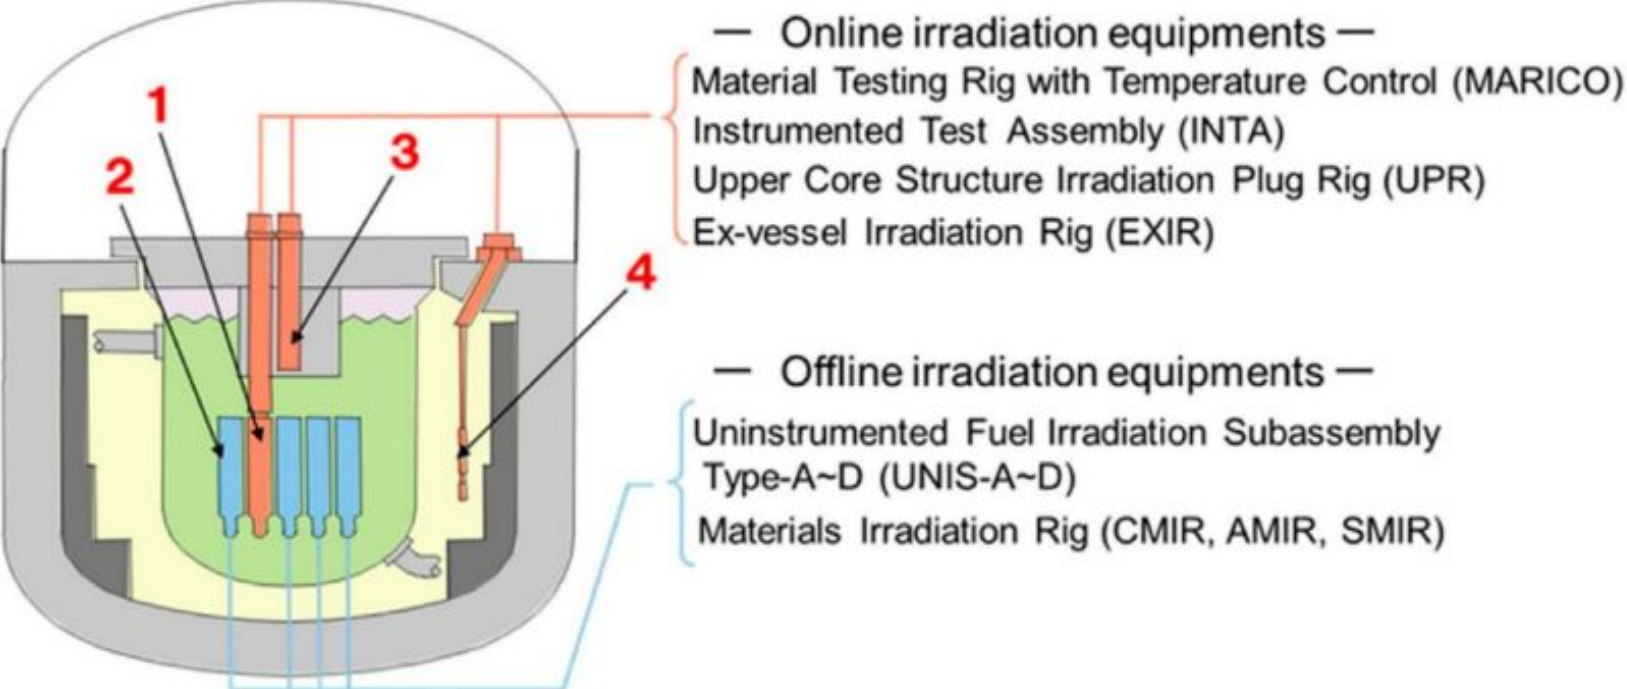 — Online irradiation equipments —
Material Testing Rig with Temperature Control (MARICO)
Instrumented Test Assembly (INTA)
Upper Core Structure Irradiation Plug Rig (UPR)
Ex-vessel Irradiation Rig (EXIR)
1
2
3
4
— Offline irradiation equipments —
Uninstrumented Fuel Irradiation Subassembly
Type-A~D (UNIS-A~D)
Materials Irradiation Rig (CMIR, AMIR, SMIR)